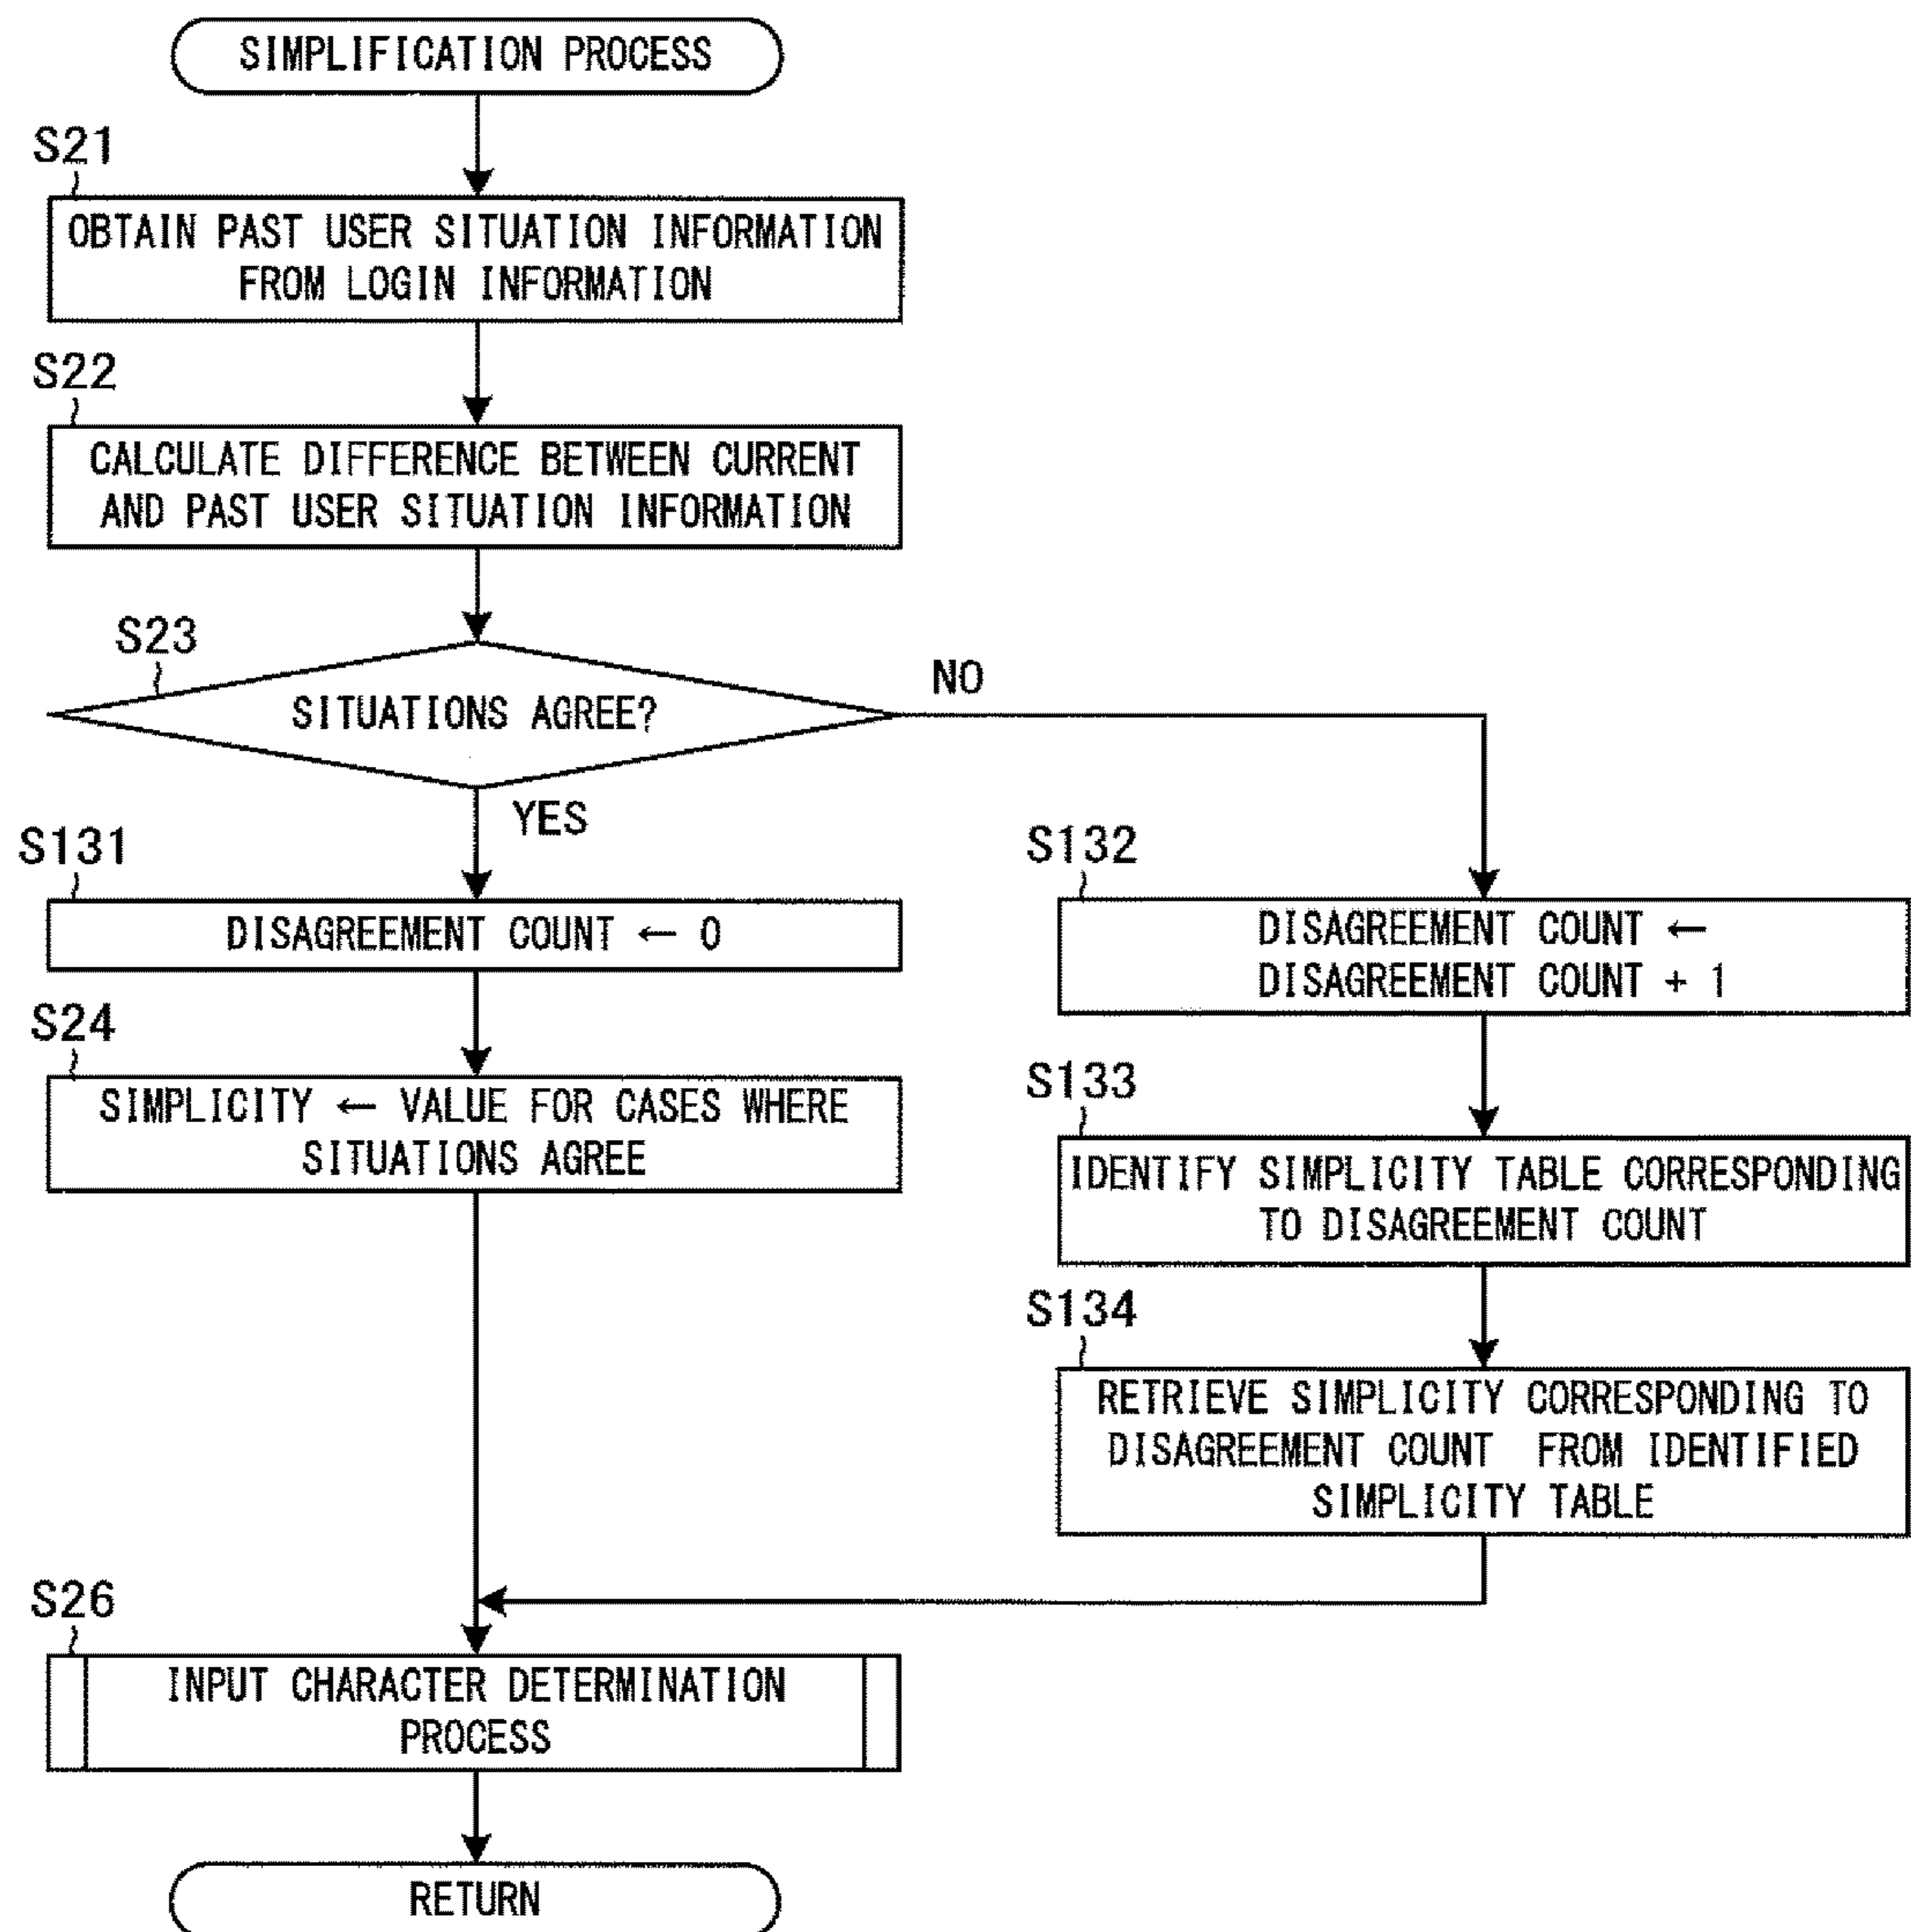 SIMPLIFICATION PROCESS
S21
OBTAIN PAST USER SITUATION INFORMATION
FROM LOGIN INFORMATION
S22
CALCULATE DIFFERENCE BETWEEN CURRENT
AND PAST USER SITUATION INFORMATION
S23
SITUATIONS AGREE?
NO
YES
S131
DISAGREEMENT COUNT ← 0
S24
SIMPLICITY ← VALUE FOR CASES WHERE
SITUATIONS AGREE
S132
DISAGREEMENT COUNT ←
DISAGREEMENT COUNT + 1
S133
IDENTIFY SIMPLICITY TABLE CORRESPONDING
TO DISAGREEMENT COUNT
S134
RETRIEVE SIMPLICITY CORRESPONDING TO
DISAGREEMENT COUNT FROM IDENTIFIED
SIMPLICITY TABLE
S26
INPUT CHARACTER DETERMINATION
PROCESS
RETURN